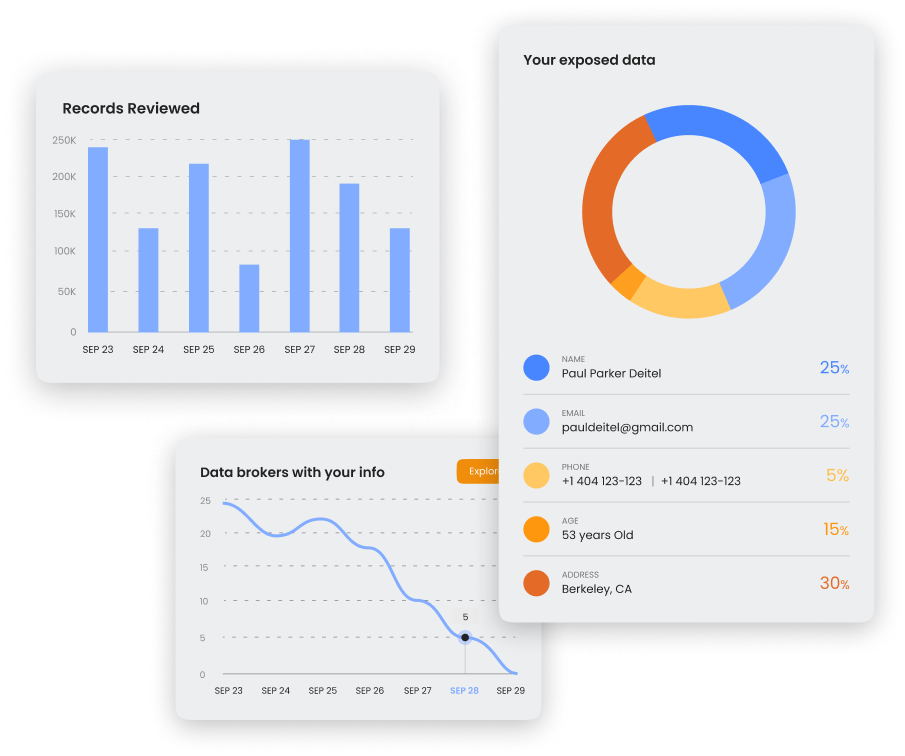 Records Reviewed
250K
200K
150K
100K
50K
0
SEP 23 SEP 24 SEP 25 SEP 26 SEP 27 SEP 28 SEP 29
Your exposed data
NAME
Paul Parker Deitel 25%
EMAIL
pauldeitel@gmail.com 25%
PHONE
+1 404 123-123 | +1 404 123-123 5%
AGE
53 years Old 15%
ADDRESS
Berkeley, CA 30%
Data brokers with your info
25
20
15
10
5
0
5
SEP 23 SEP 24 SEP 25 SEP 26 SEP 27 SEP 28 SEP 29